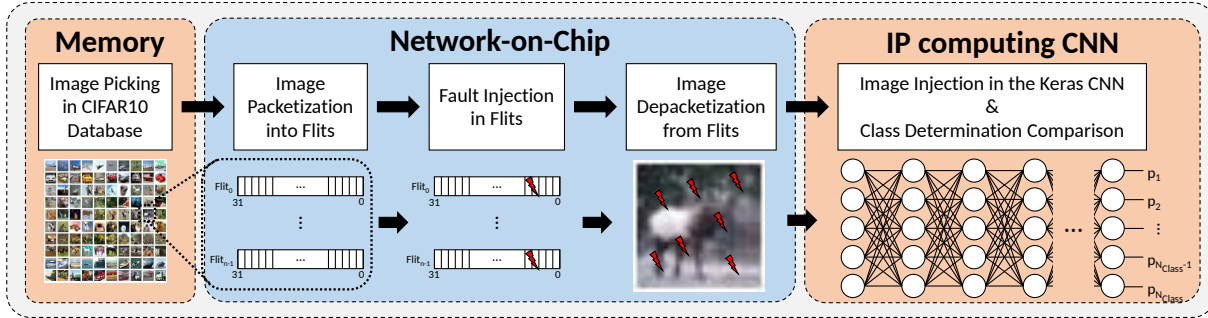 Memory
Network-on-Chip
IP computing CNN
Image Picking
in CIFAR10
Database
Image
Packetization
into Flits
Fault Injection
in Flits
Image
Depacketization
from Flits
Image Injection in the Keras CNN
&
Class Determination Comparison
Flit0
...
31 0
⋮
Flitn-1
...
31 0
Flit0
...
31 0
⋮
Flitn-1
...
31 0
...
p1
p2
⋮
pNClass-1
pNClass